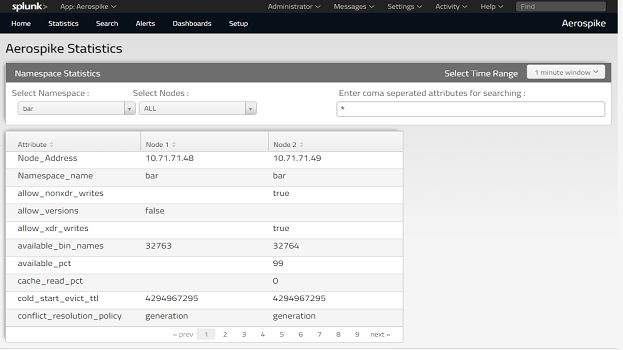 splunk> App: Aerospike Administrator Messages Settings Activity Help Find
Home Statistics Search Alerts Dashboards Setup Aerospike
Aerospike Statistics
Namespace Statistics Select Time Range 1 minute window
Select Namespace : Select Nodes : Enter coma seperated attributes for searching :
bar ALL *
Attribute Node 1 Node 2
Node_Address 10.71.71.48 10.71.71.49
Namespace_name bar bar
allow_nonxdr_writes true
allow_versions false
allow_xdr_writes true
available_bin_names 32763 32764
available_pct 99
cache_read_pct 0
cold_start_evict_ttl 4294967295 4294967295
conflict_resolution_policy generation generation
« prev 1 2 3 4 5 6 7 8 9 next »